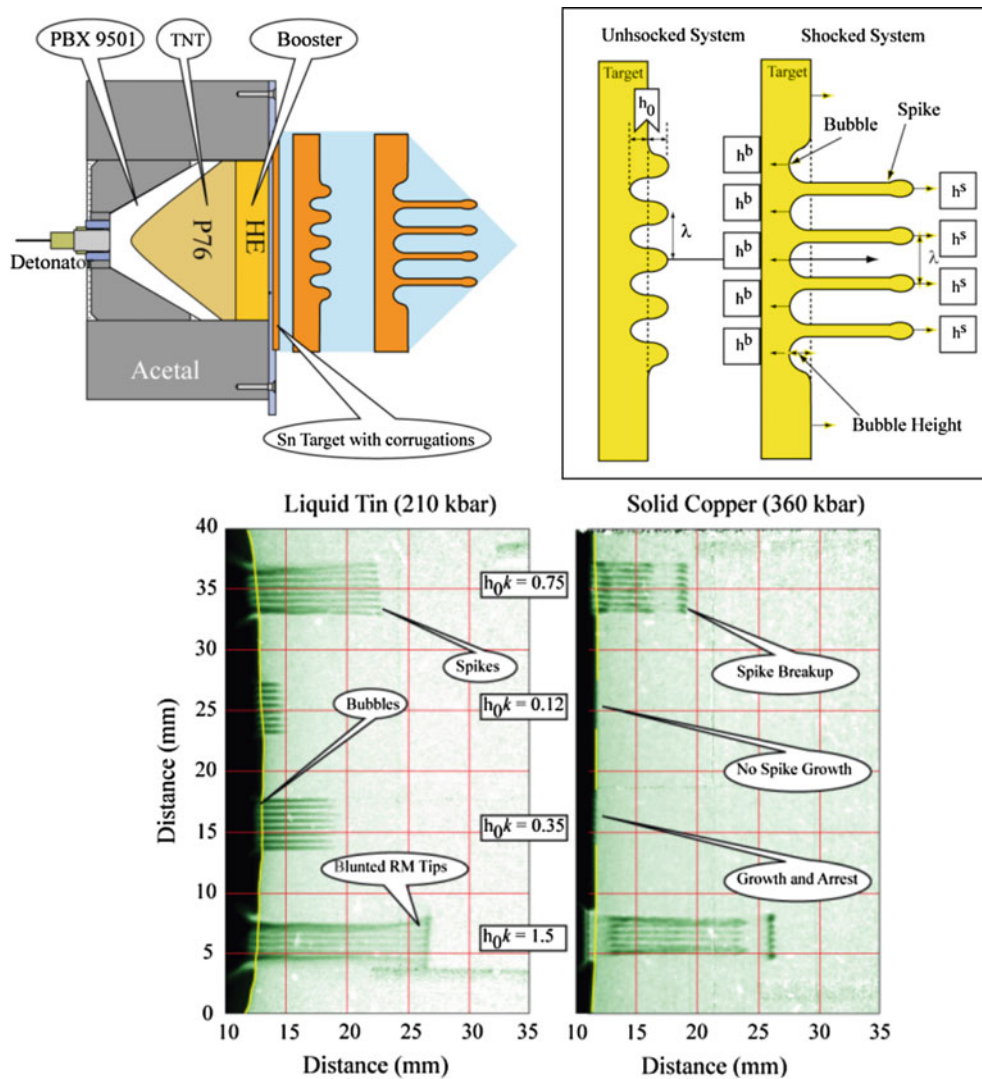 PBX 9501
TNT
Booster
P76
HE
Detonator
Acetal
Sn Target with corrugations
Unhsocked System
Shocked System
Target
Target
h0
Bubble
Spike
hb
hb
hb
hb
hb
λ
hs
hs
λ
hs
hs
Bubble Height
Liquid Tin (210 kbar)
Solid Copper (360 kbar)
Distance (mm)
40
35
30
25
20
15
10
5
0
h0k = 0.75
h0k = 0.12
h0k = 0.35
h0k = 1.5
Spikes
Bubbles
Blunted RM Tips
Spike Breakup
No Spike Growth
Growth and Arrest
10 15 20 25 30 35
10 15 20 25 30 35
Distance (mm)
Distance (mm)